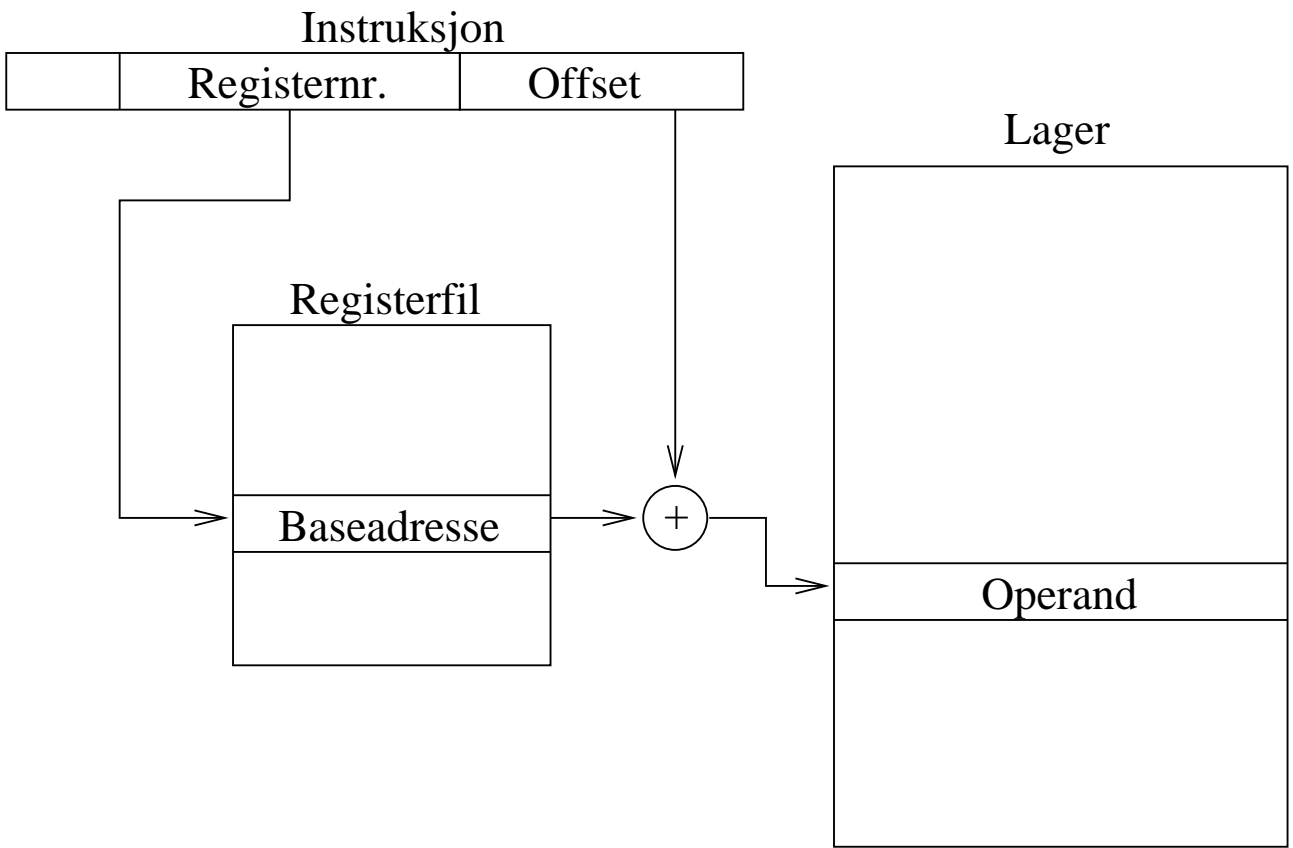 Instruksjon
Registernr. Offset
Lager
Registerfil
Baseadresse +
Operand